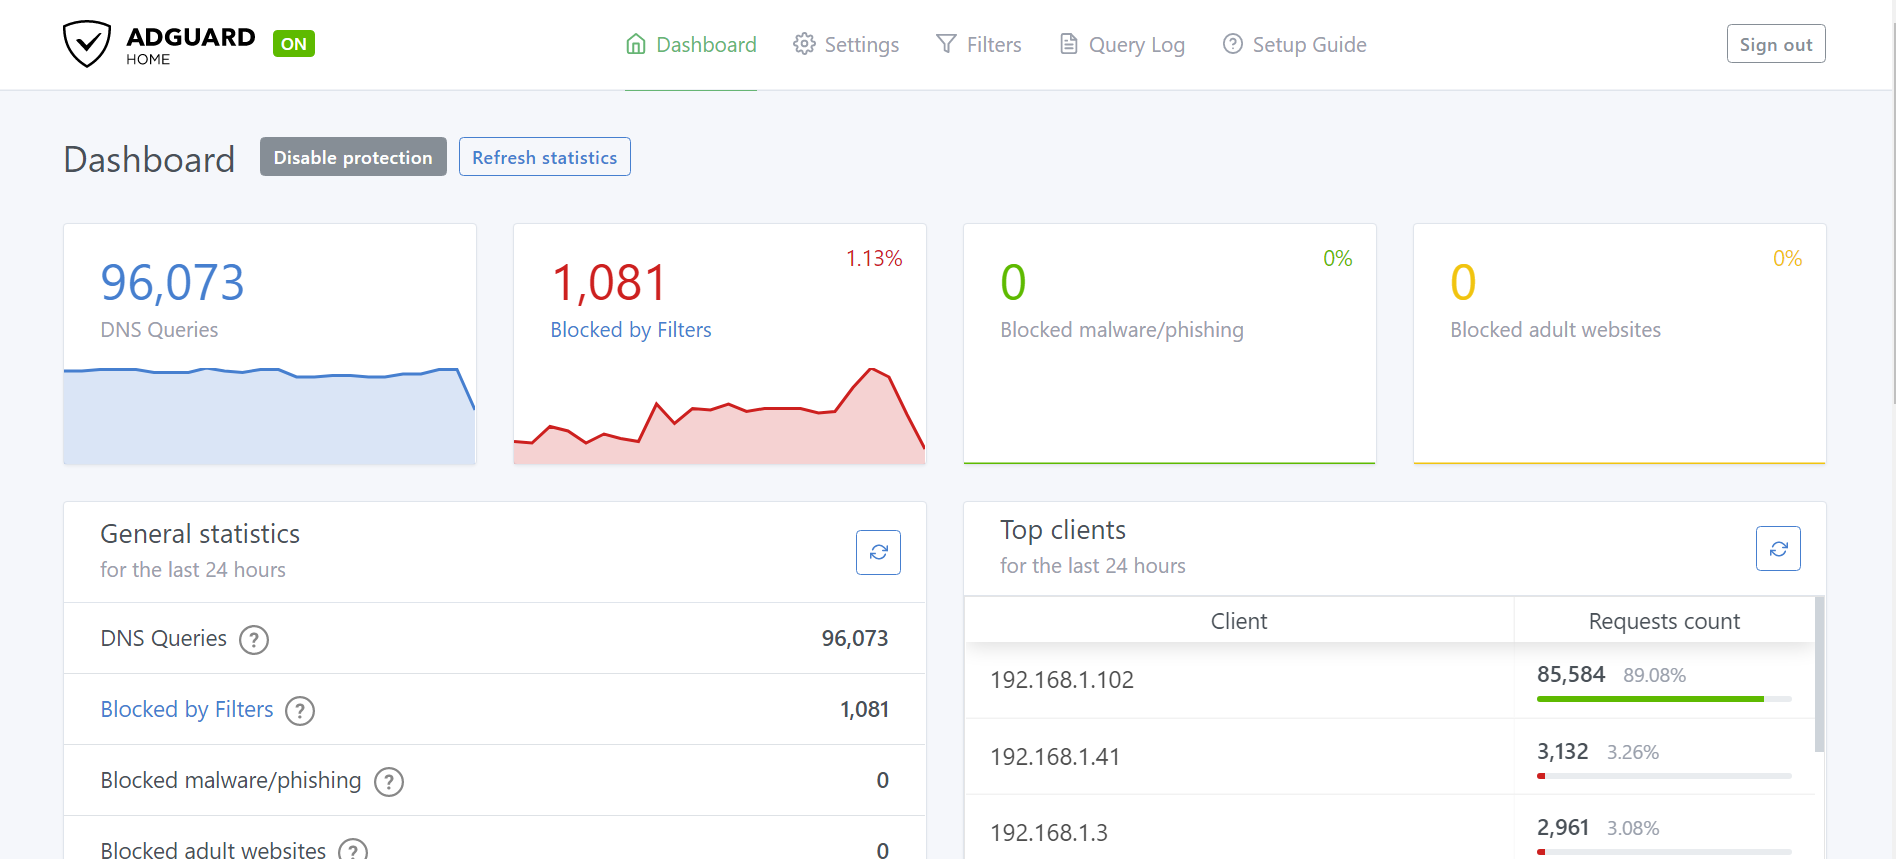 ADGUARD
HOME
ON
Dashboard
Settings
Filters
Query Log
Setup Guide
Sign out
Dashboard
Disable protection
Refresh statistics
96,073
DNS Queries
1.13%
1,081
Blocked by Filters
0%
0
Blocked malware/phishing
0%
0
Blocked adult websites
General statistics
for the last 24 hours
DNS Queries ? 96,073
Blocked by Filters ? 1,081
Blocked malware/phishing ? 0
Blocked adult websites ? 0
Top clients
for the last 24 hours
Client Requests count
192.168.1.102 85,584 89.08%
192.168.1.41 3,132 3.26%
192.168.1.3 2,961 3.08%